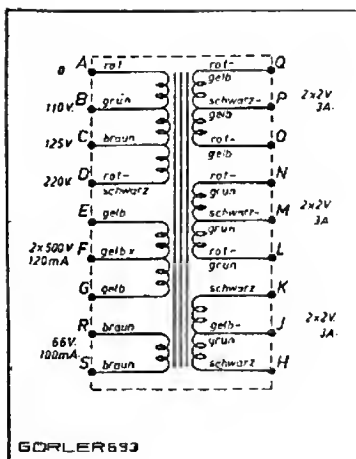 A rot rot- Q
0 gelb
B grün schwarz- P 2x2V
110V. gelb 3A.
C braun rot- O
125V gelb
D rot- rot- N
220V. schwarz grün
E gelb schwarz- M 2x2V
grün 3A
2x500V F gelb x rot- L
120mA grün
G gelb schwarz K
R braun gelb- J 2x2V.
66V. grün 3A.
100mA.
S braun schwarz H
GÖRLER 693